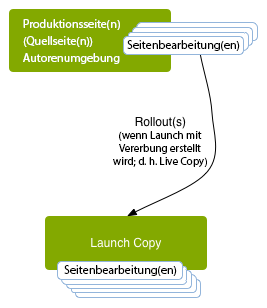 Produktionsseite(n)
(Quellseite(n))
Autorenumgebung
Seitenbearbeitung(en)
Rollout(s)
(wenn Launch mit
Vererbung erstellt
wird; d. h. Live Copy)
Launch Copy
Seitenbearbeitung(en)